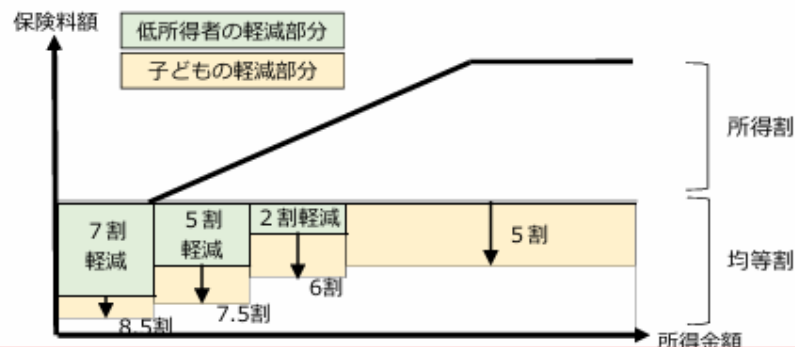 保険料額
低所得者の軽減部分
子どもの軽減部分
所得割
7割
軽減
5割
軽減
2割軽減
5割
均等割
6割
7.5割
8.5割
所得金額